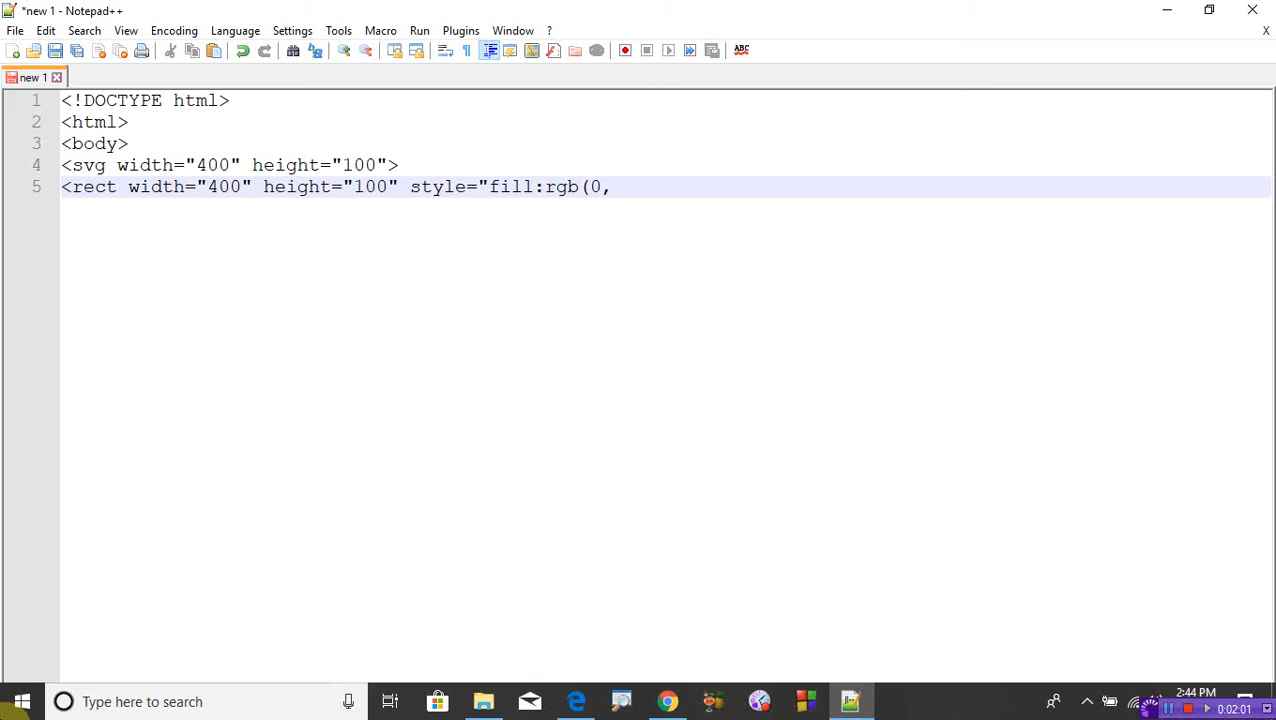 *new 1 - Notepad++
File Edit Search View Encoding Language Settings Tools Macro Run Plugins Window ? X
ABC
new 1
1 <!DOCTYPE html>
2 <html>
3 <body>
4 <svg width="400" height="100">
5 <rect width="400" height="100" style="fill:rgb(0,
Type here to search
2:44 PM
0:02:01